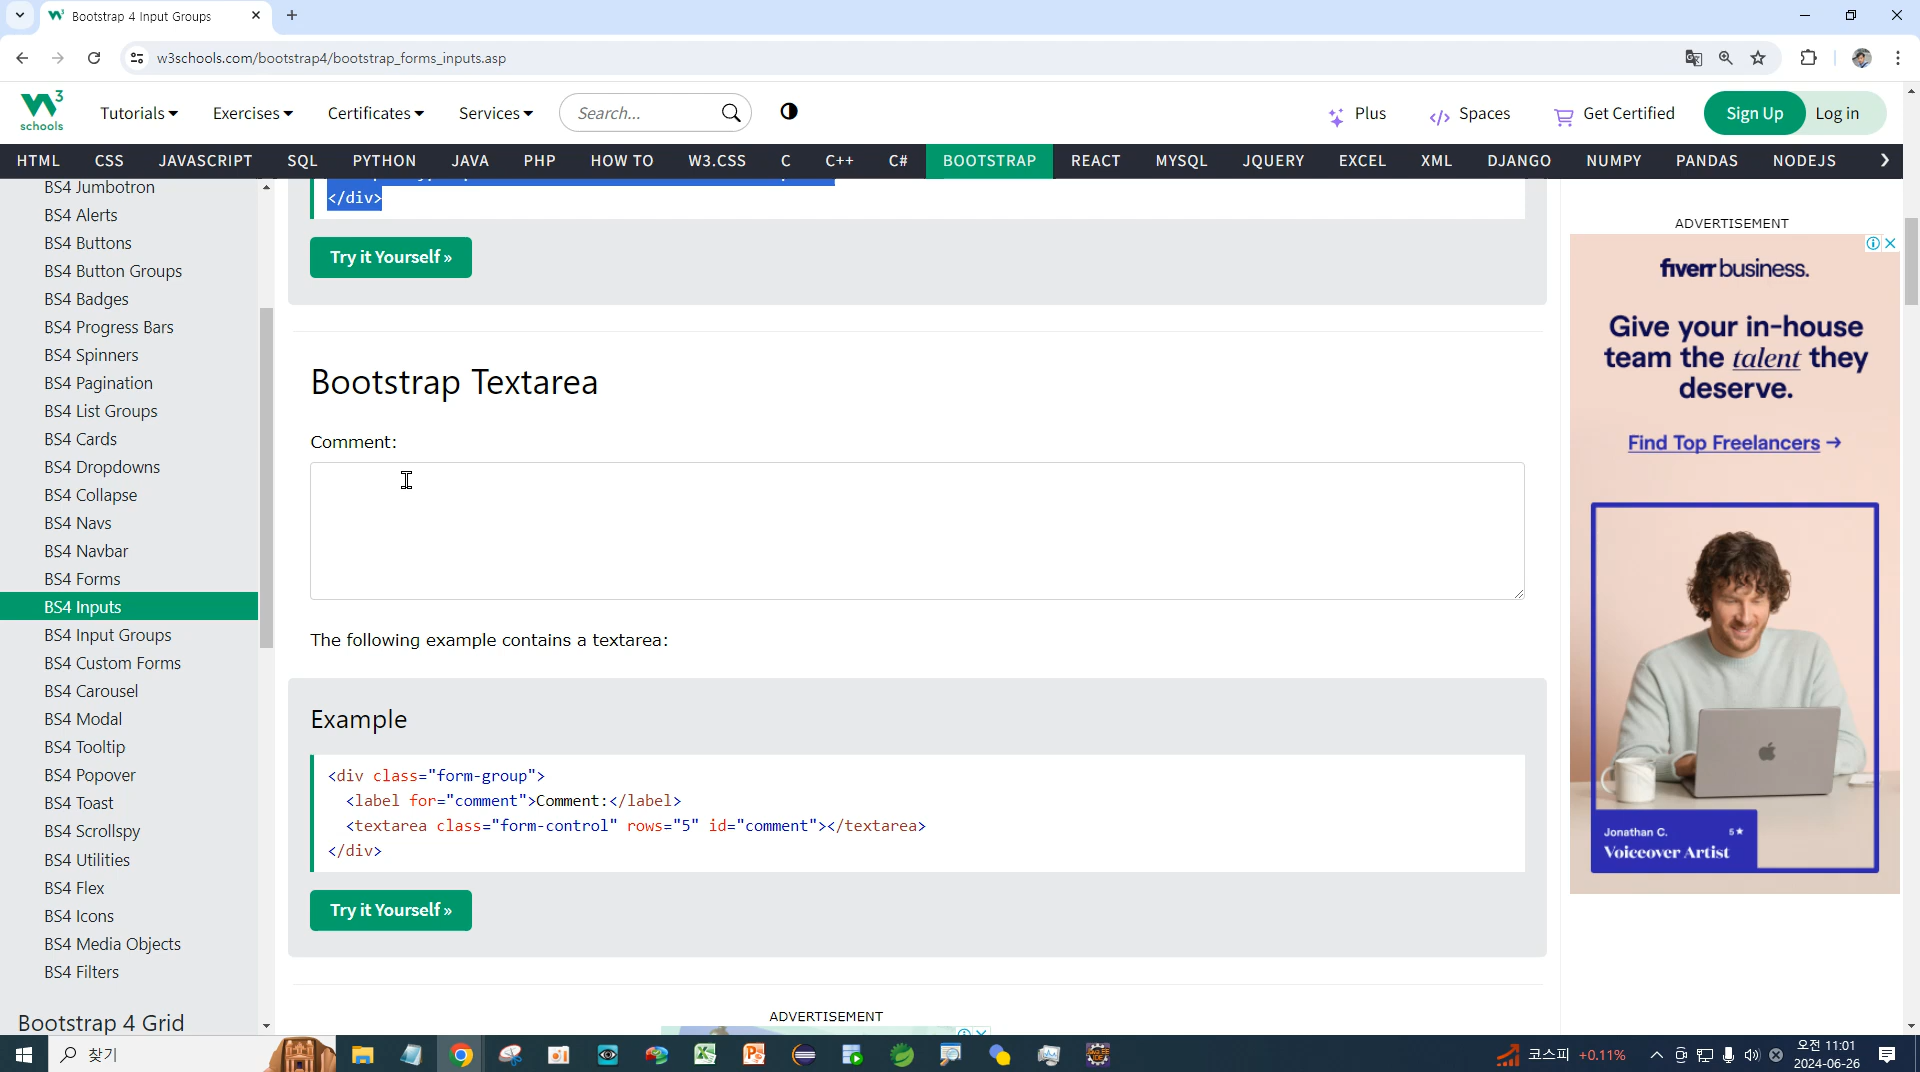 Bootstrap 4 Input Groups
w3schools.com/bootstrap4/bootstrap_forms_inputs.asp
W3 schools
Tutorials
Exercises
Certificates
Services
Search...
Plus
Spaces
Get Certified
Sign Up
Log in
HTML CSS JAVASCRIPT SQL PYTHON JAVA PHP HOW TO W3.CSS C C++ C# BOOTSTRAP REACT MYSQL JQUERY EXCEL XML DJANGO NUMPY PANDAS NODEJS
BS4 Jumbotron
BS4 Alerts
BS4 Buttons
BS4 Button Groups
BS4 Badges
BS4 Progress Bars
BS4 Spinners
BS4 Pagination
BS4 List Groups
BS4 Cards
BS4 Dropdowns
BS4 Collapse
BS4 Navs
BS4 Navbar
BS4 Forms
BS4 Inputs
BS4 Input Groups
BS4 Custom Forms
BS4 Carousel
BS4 Modal
BS4 Tooltip
BS4 Popover
BS4 Toast
BS4 Scrollspy
BS4 Utilities
BS4 Flex
BS4 Icons
BS4 Media Objects
BS4 Filters
Bootstrap 4 Grid
</div>
Try it Yourself »
Bootstrap Textarea
Comment:
The following example contains a textarea:
Example
<div class="form-group">
<label for="comment">Comment:</label>
<textarea class="form-control" rows="5" id="comment"></textarea>
</div>
Try it Yourself »
ADVERTISEMENT
ADVERTISEMENT
fiverr business.
Give your in-house
team the talent they
deserve.
Find Top Freelancers →
Jonathan C. 5★
Voiceover Artist
찾기
코스피 +0.11%
오전 11:01
2024-06-26